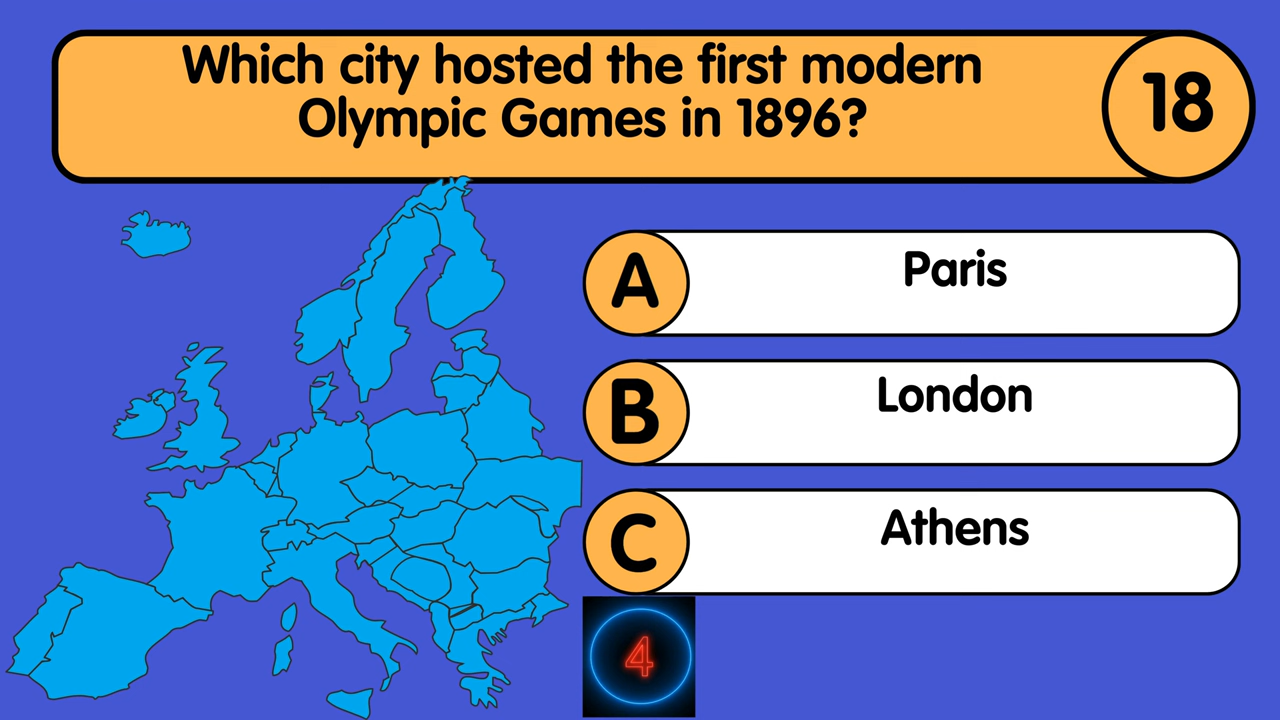 Which city hosted the first modern
Olympic Games in 1896?
18
A
Paris
B
London
C
Athens
4